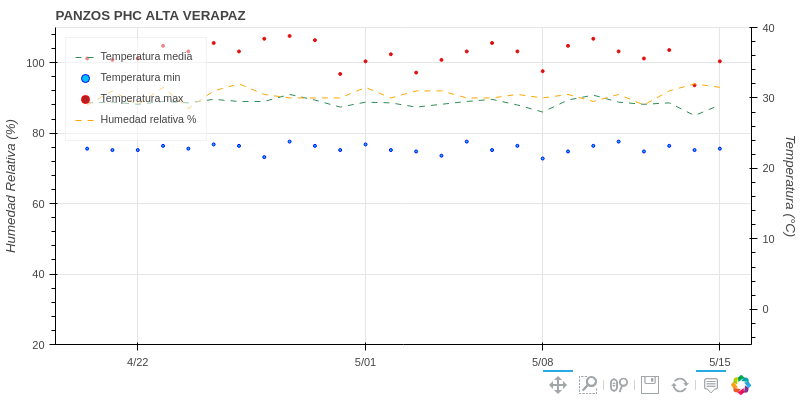 PANZOS PHC ALTA VERAPAZ
Temperatura media
Temperatura min
Temperatura max
Humedad relativa %
Humedad Relativa (%)
100
80
60
40
20
Temperatura (°C)
40
30
20
10
0
4/22
5/01
5/08
5/15